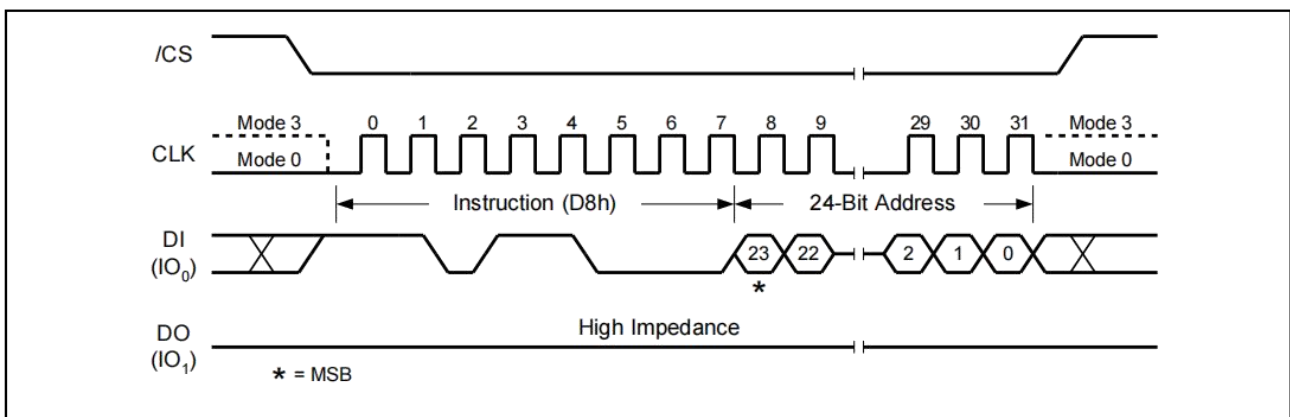 /CS
Mode 3 0 1 2 3 4 5 6 7 8 9 29 30 31 Mode 3
CLK
Mode 0 Mode 0
Instruction (D8h) 24-Bit Address
DI
(IO₀)
23 22 2 1 0
*
High Impedance
DO
(IO₁)
* = MSB